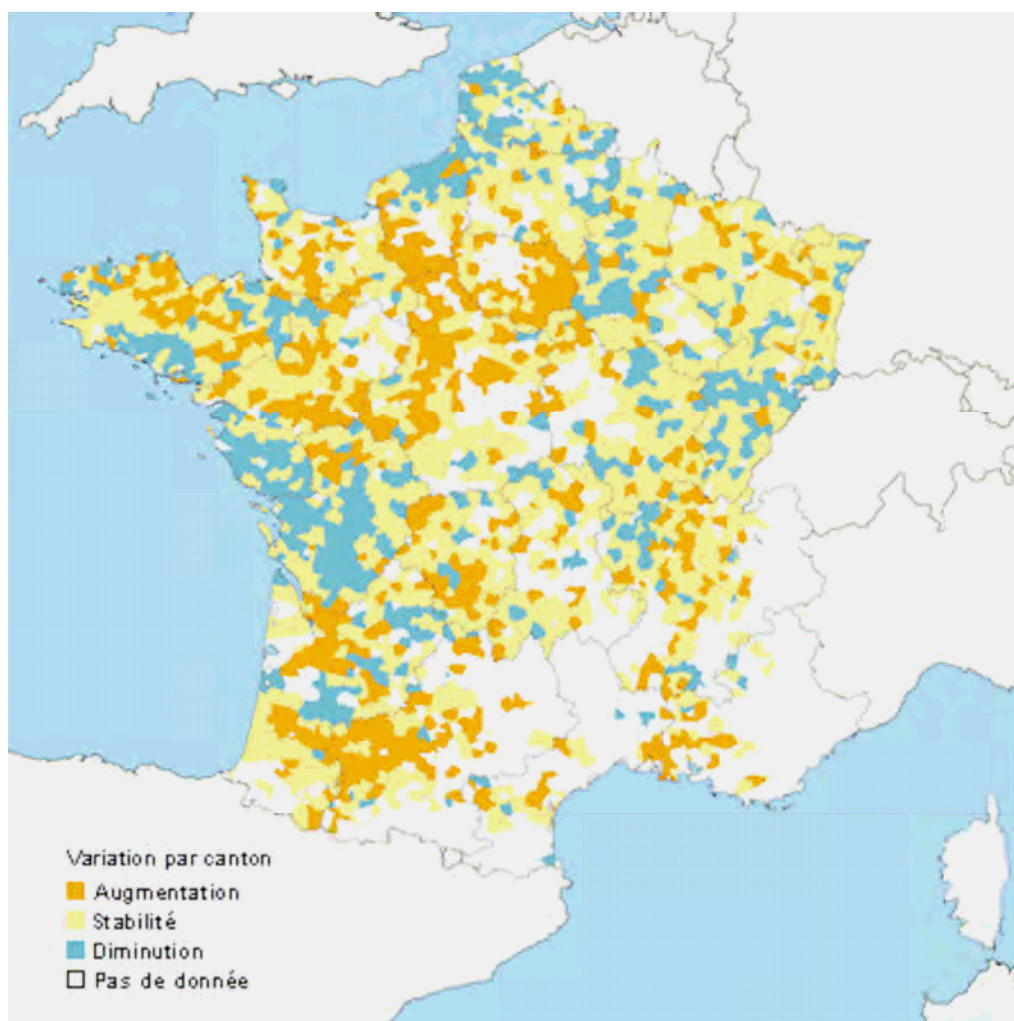 Variation par canton
Augmentation
Stabilité
Diminution
Pas de donnée